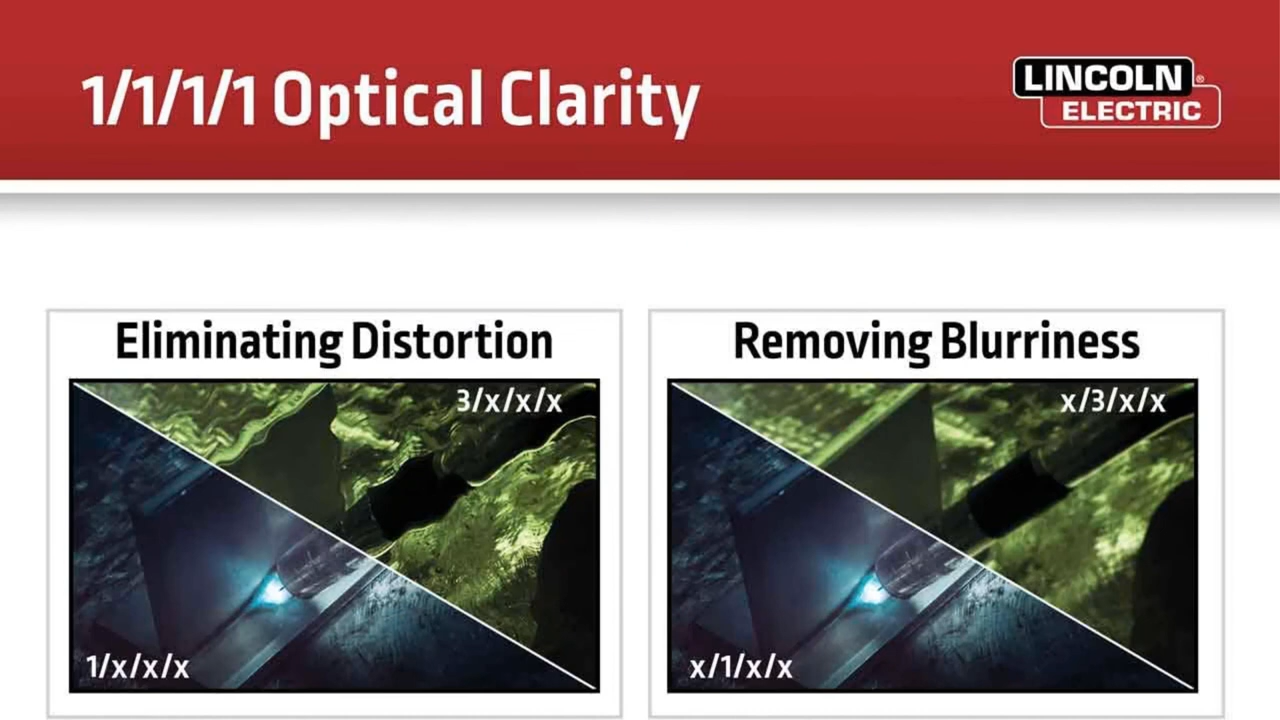 1/1/1/1 Optical Clarity
LINCOLN®
ELECTRIC
Eliminating Distortion
3/x/x/x
1/x/x/x
Removing Blurriness
x/3/x/x
x/1/x/x